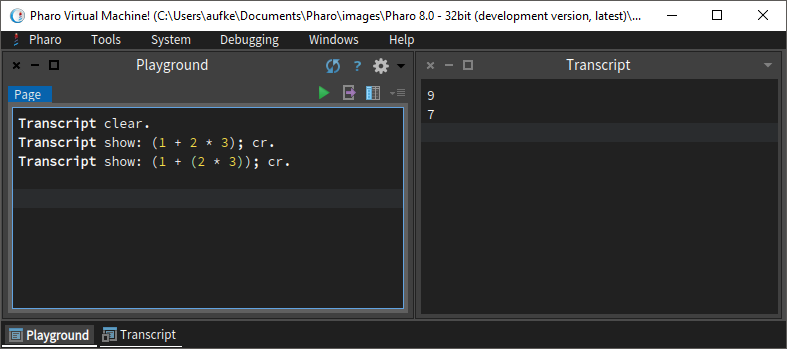 Pharo Virtual Machine! (C:\Users\aufke\Documents\Pharo\images\Pharo 8.0 - 32bit (development version, latest)\...
Pharo Tools System Debugging Windows Help
Playground
?
Page
Transcript clear.
Transcript show: (1 + 2 * 3); cr.
Transcript show: (1 + (2 * 3)); cr.
Transcript
9
7
Playground Transcript